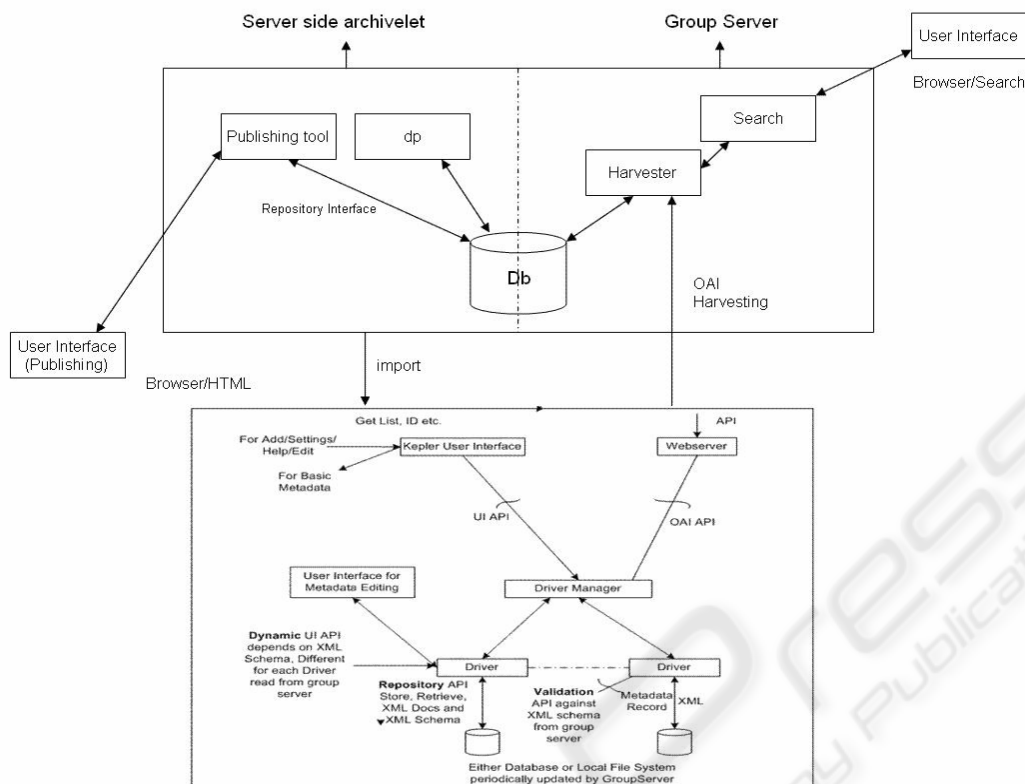 Server side archivelet
Group Server
User Interface
Browser/Search
Publishing tool
dp
Search
Harvester
Repository Interface
Db
OAI
Harvesting
User Interface
(Publishing)
Browser/HTML
import
Get List, ID etc.
API
For Add/Settings/
Help/Edit
Kepler User Interface
Webserver
For Basic
Metadata
UI API
OAI API
User Interface for
Metadata Editing
Driver Manager
Dynamic UI API
depends on XML
Schema, Different
for each Driver
read from group
server
Driver
Driver
Repository API
Store, Retrieve,
XML Docs and
XML Schema
Validation
API against
XML schema
from group
server
Metadata
Record
XML
Either Database or Local File System
periodically updated by GroupServer